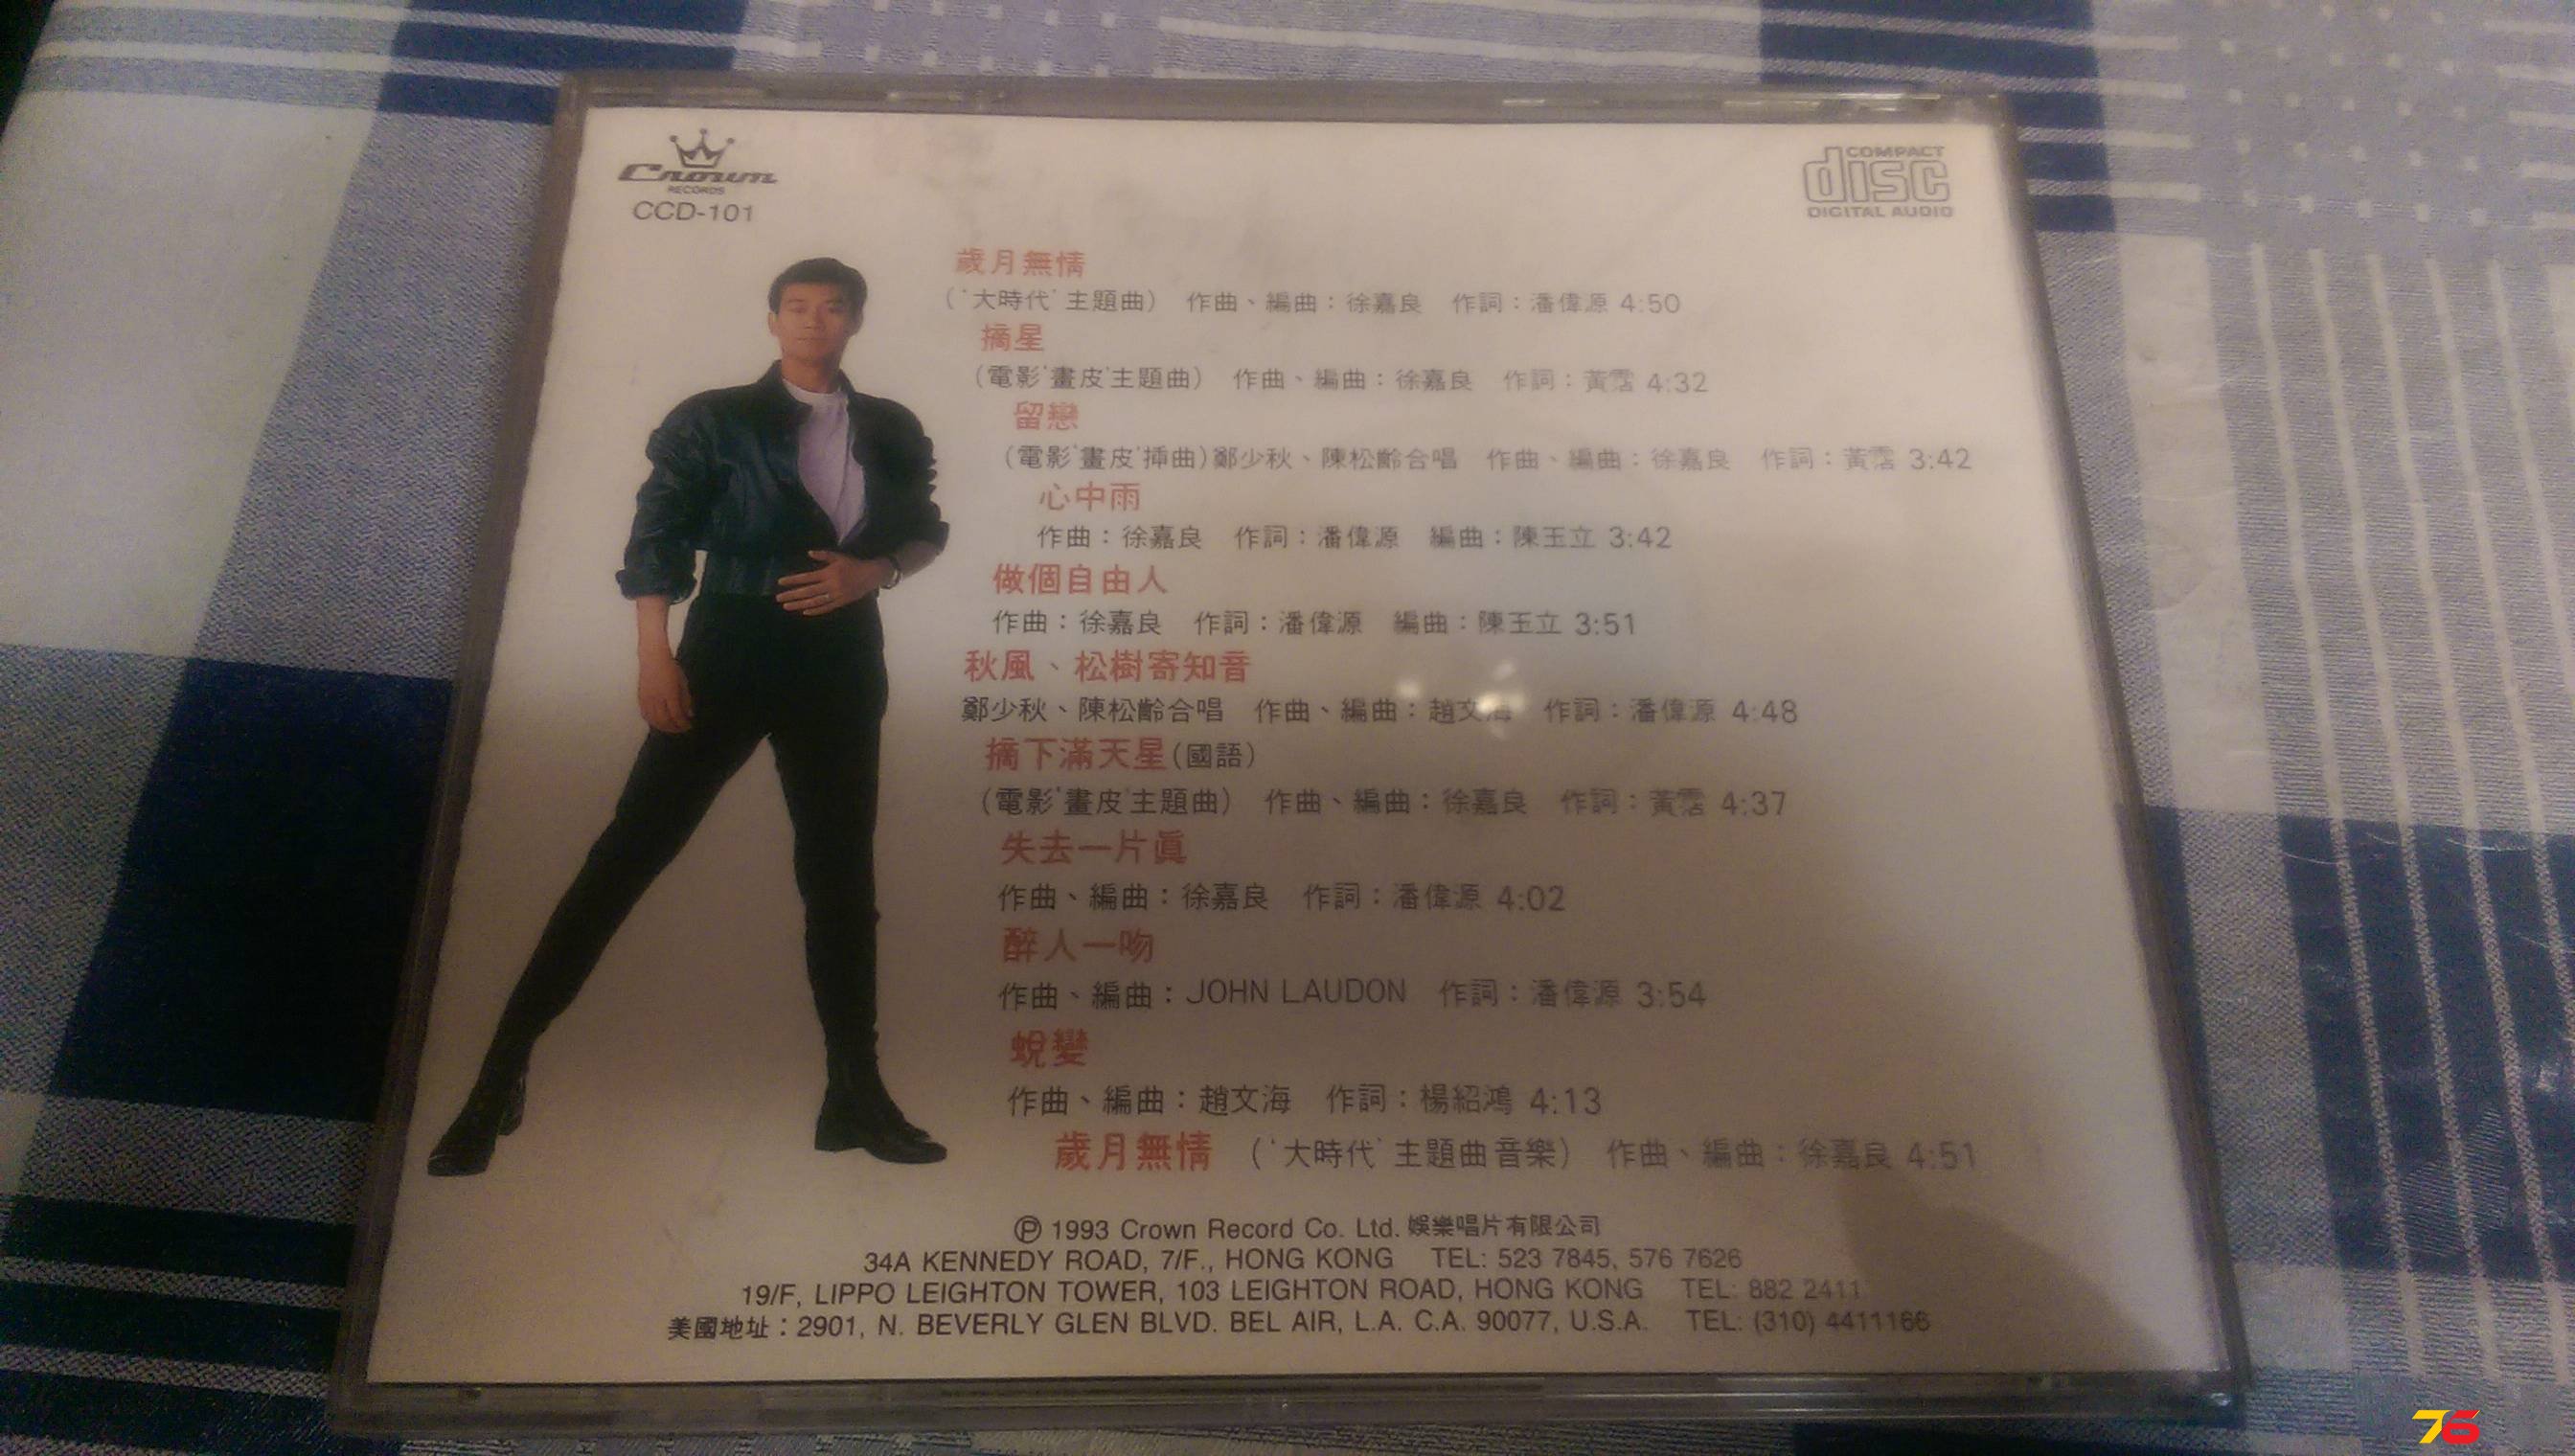 Crown
RECORDS
CCD-101
COMPACT
disc
DIGITAL AUDIO
歲月無情
(‘大時代’主題曲) 作曲、編曲:徐嘉良 作詞:潘偉源 4:50
摘星
(電影‘畫皮’主題曲) 作曲、編曲:徐嘉良 作詞:黃霑 4:32
留戀
(電影‘畫皮’揷曲)鄭少秋、陳松齡合唱 作曲、編曲:徐嘉良 作詞:黃霑 3:42
心中雨
作曲:徐嘉良 作詞:潘偉源 編曲:陳玉立 3:42
做個自由人
作曲:徐嘉良 作詞:潘偉源 編曲:陳玉立 3:51
秋風、松樹寄知音
鄭少秋、陳松齡合唱 作曲、編曲:趙文海 作詞:潘偉源 4:48
摘下滿天星(國語)
(電影‘畫皮’主題曲) 作曲、編曲:徐嘉良 作詞:黃霑 4:37
失去一片眞
作曲、編曲:徐嘉良 作詞:潘偉源 4:02
醉人一吻
作曲、編曲:JOHN LAUDON 作詞:潘偉源 3:54
蛻變
作曲、編曲:趙文海 作詞:楊紹鴻 4:13
歲月無情 (‘大時代’主題曲音樂) 作曲、編曲:徐嘉良 4:51
Ⓟ 1993 Crown Record Co. Ltd. 娛樂唱片有限公司
34A KENNEDY ROAD, 7/F., HONG KONG TEL: 523 7845, 576 7626
19/F, LIPPO LEIGHTON TOWER, 103 LEIGHTON ROAD, HONG KONG TEL: 882 2411
美國地址:2901, N. BEVERLY GLEN BLVD. BEL AIR, L.A. C.A. 90077, U.S.A. TEL: (310) 4411166
76